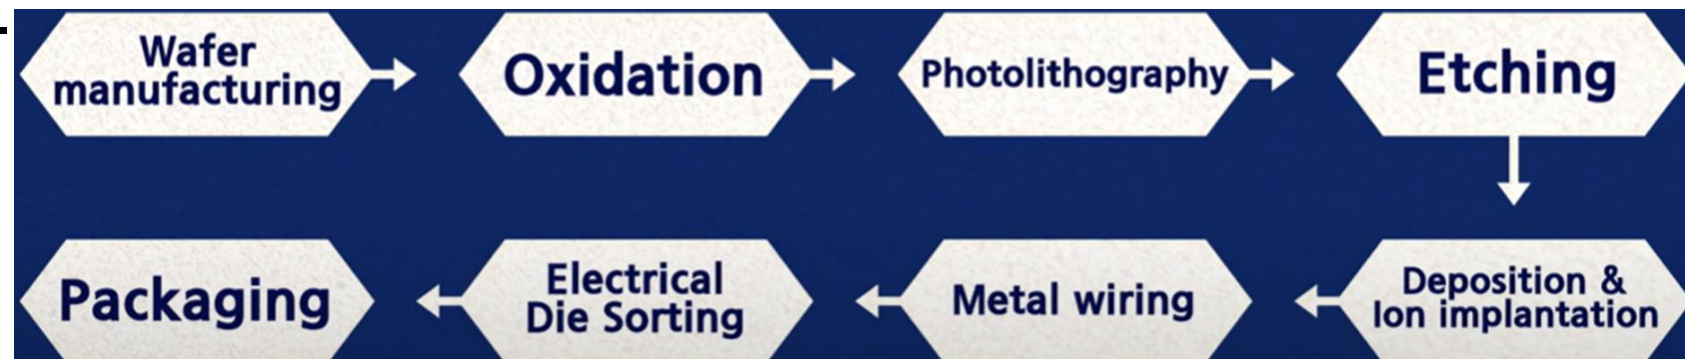 Wafer
manufacturing
Oxidation
Photolithography
Etching
Deposition &
Ion implantation
Metal wiring
Electrical
Die Sorting
Packaging